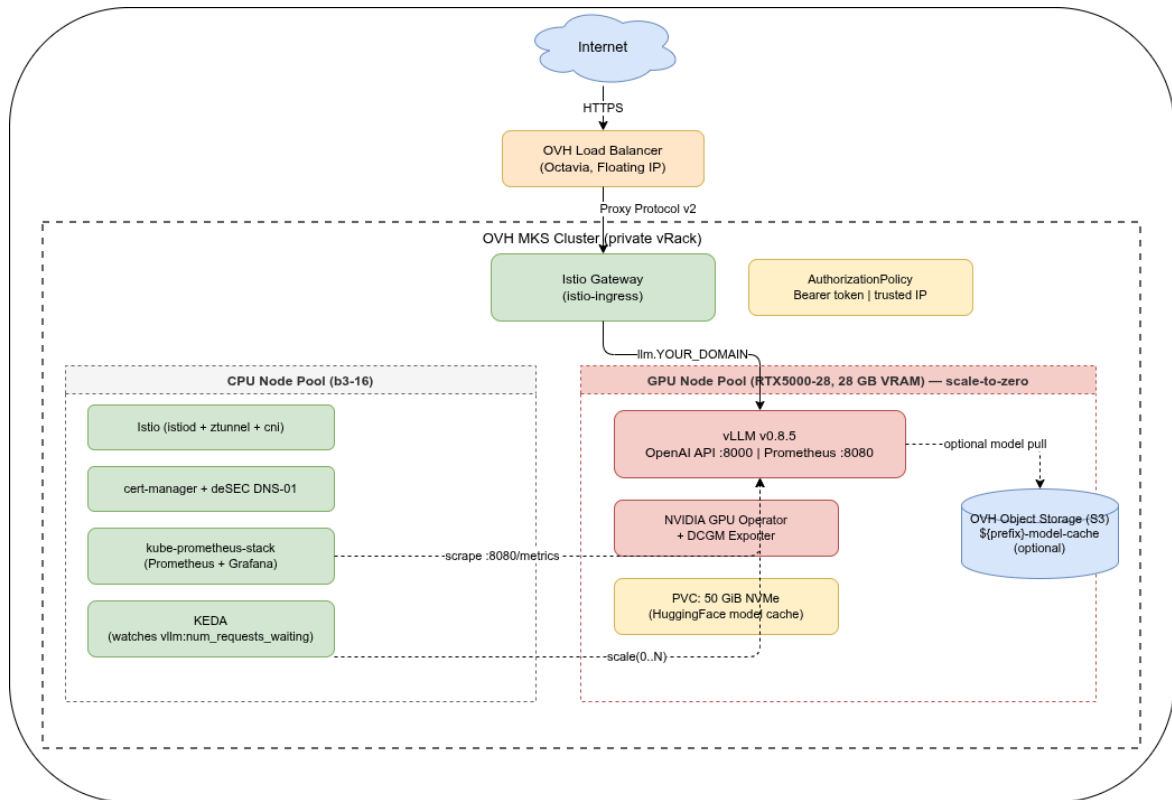 Internet
HTTPS
OVH Load Balancer
(Octavia, Floating IP)
Proxy Protocol v2
OVH MKS Cluster (private vRack)
Istio Gateway
(istio-ingress)
AuthorizationPolicy
Bearer token | trusted IP
llm.YOUR_DOMAIN
CPU Node Pool (b3-16)
Istio (istiod + ztunnel + cni)
cert-manager + deSEC DNS-01
kube-prometheus-stack
(Prometheus + Grafana)
KEDA
(watches vllm:num_requests_waiting)
scrape :8080/metrics
scale(0..N)
GPU Node Pool (RTX5000-28, 28 GB VRAM) — scale-to-zero
vLLM v0.8.5
OpenAI API :8000 | Prometheus :8080
NVIDIA GPU Operator
+ DCGM Exporter
PVC: 50 GiB NVMe
(HuggingFace model cache)
optional model pull
OVH Object Storage (S3)
${prefix}-model-cache
(optional)